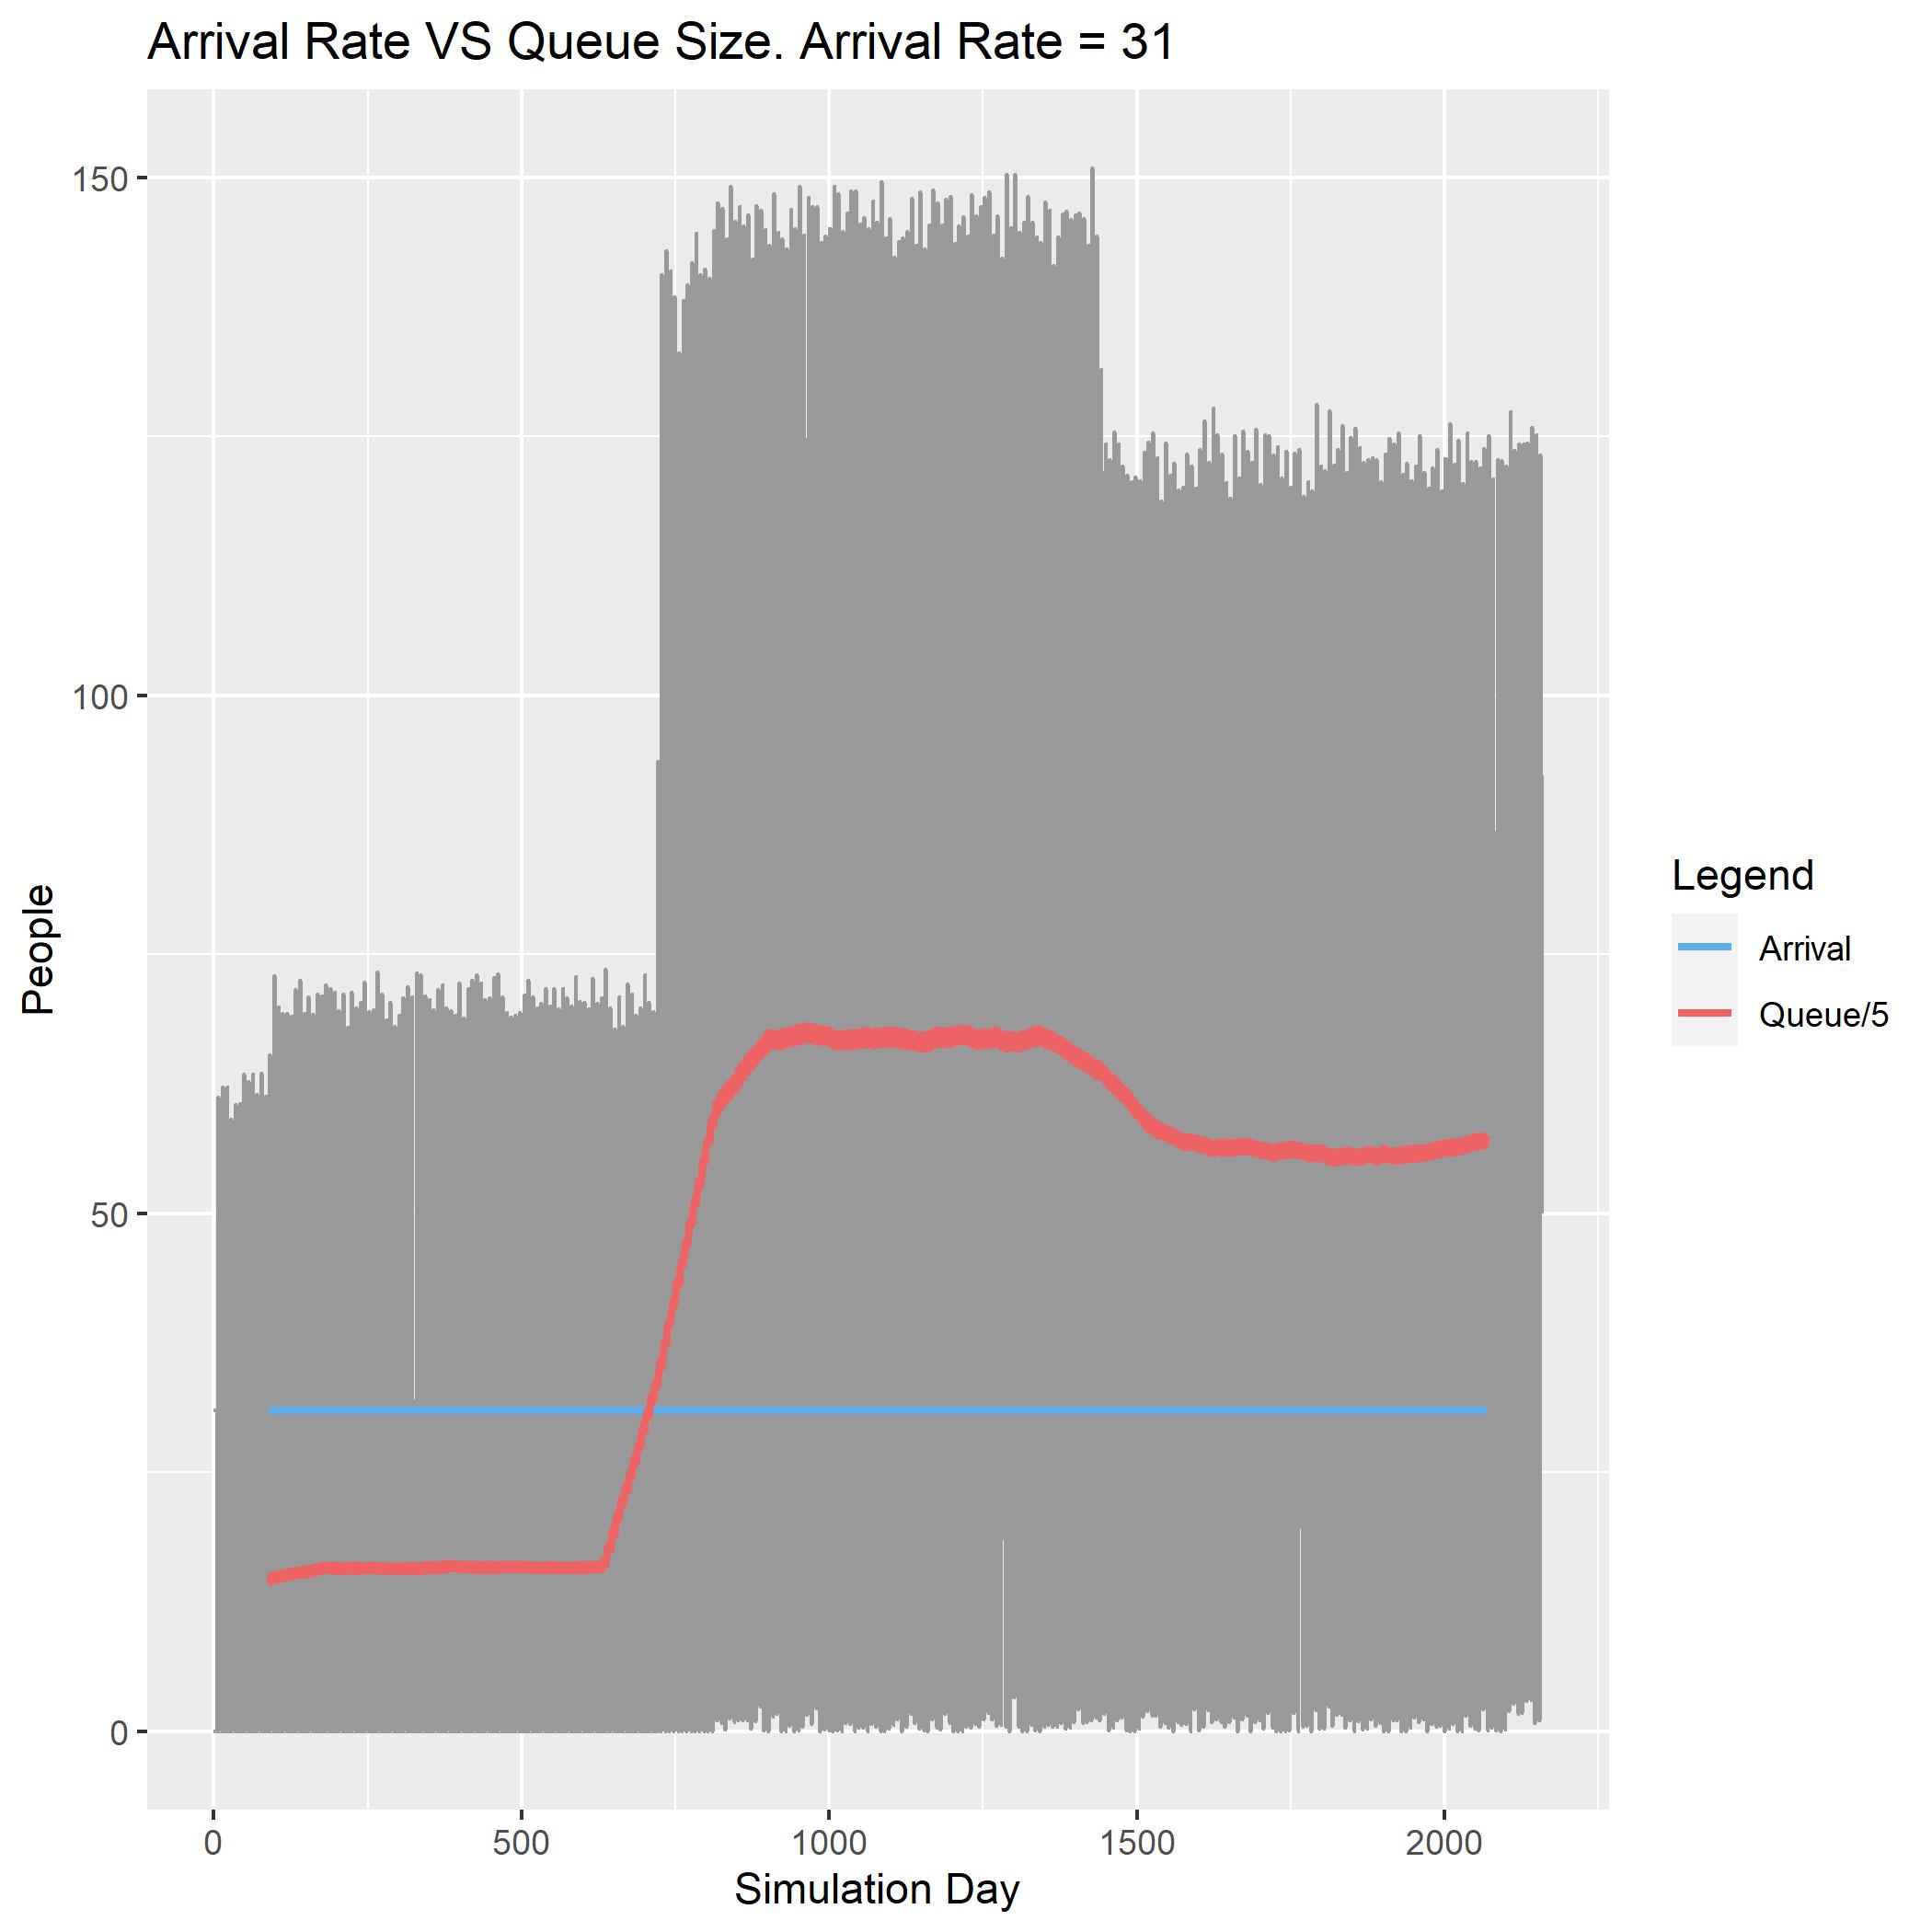 Arrival Rate VS Queue Size. Arrival Rate = 31
People
150
100
50
0
0 500 1000 1500 2000
Simulation Day
Legend
Arrival
Queue/5